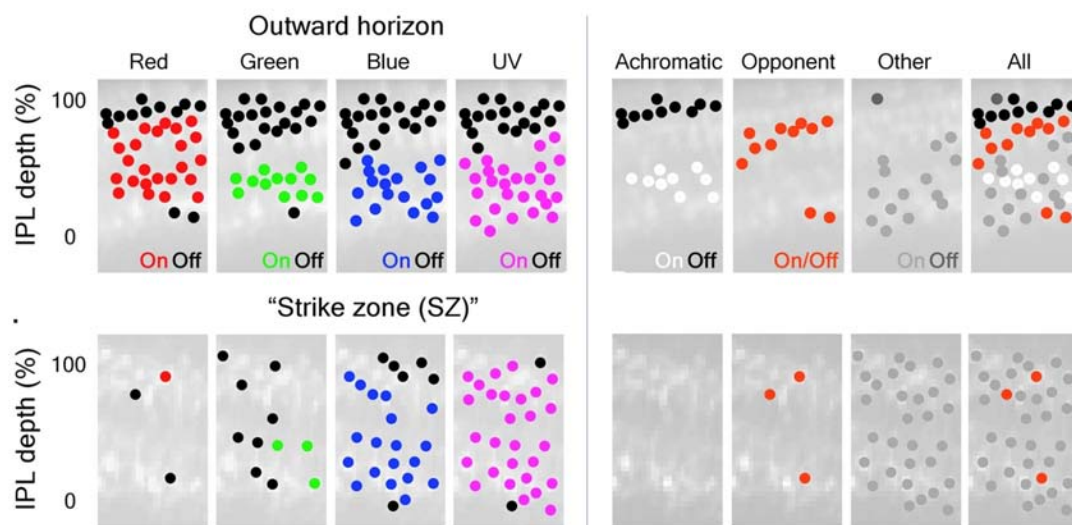 Outward horizon
Red Green Blue UV Achromatic Opponent Other All
IPL depth (%)
100
0
On Off On Off On Off On Off On Off On/Off On Off
“Strike zone (SZ)”
IPL depth (%)
100
0